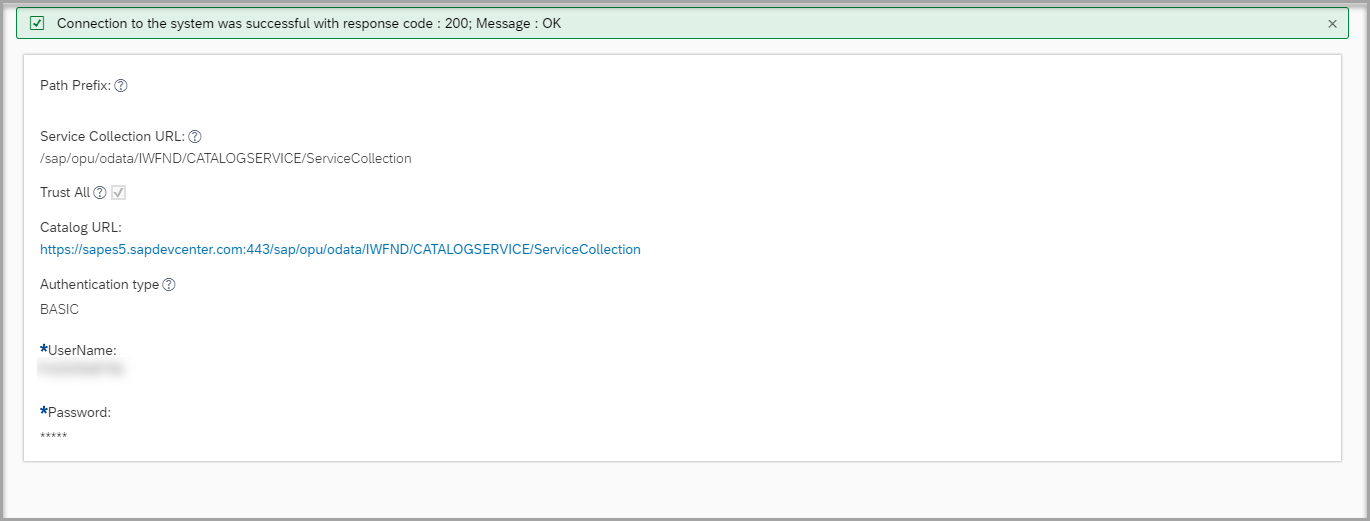 Connection to the system was successful with response code : 200; Message : OK
Path Prefix:
Service Collection URL:
/sap/opu/odata/IWFND/CATALOGSERVICE/ServiceCollection
Trust All
Catalog URL:
https://sapes5.sapdevcenter.com:443/sap/opu/odata/IWFND/CATALOGSERVICE/ServiceCollection
Authentication type
BASIC
*UserName:
*Password:
*****